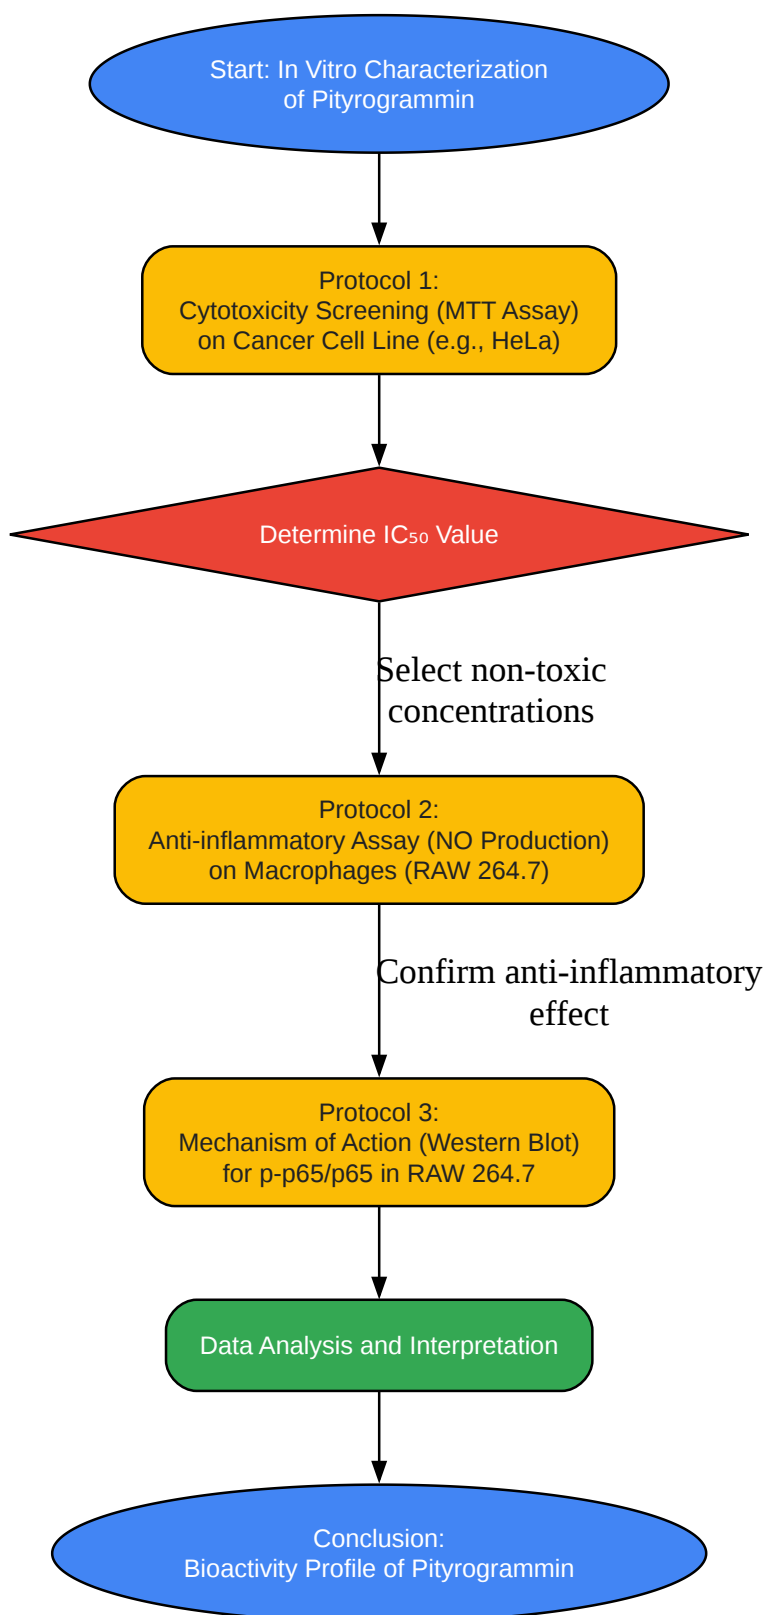 Start: In Vitro Characterization
of Pityrogrammin
Protocol 1:
Cytotoxicity Screening (MTT Assay)
on Cancer Cell Line (e.g., HeLa)
Determine IC₅₀ Value
Select non-toxic
concentrations
Protocol 2:
Anti-inflammatory Assay (NO Production)
on Macrophages (RAW 264.7)
Confirm anti-inflammatory
effect
Protocol 3:
Mechanism of Action (Western Blot)
for p-p65/p65 in RAW 264.7
Data Analysis and Interpretation
Conclusion:
Bioactivity Profile of Pityrogrammin